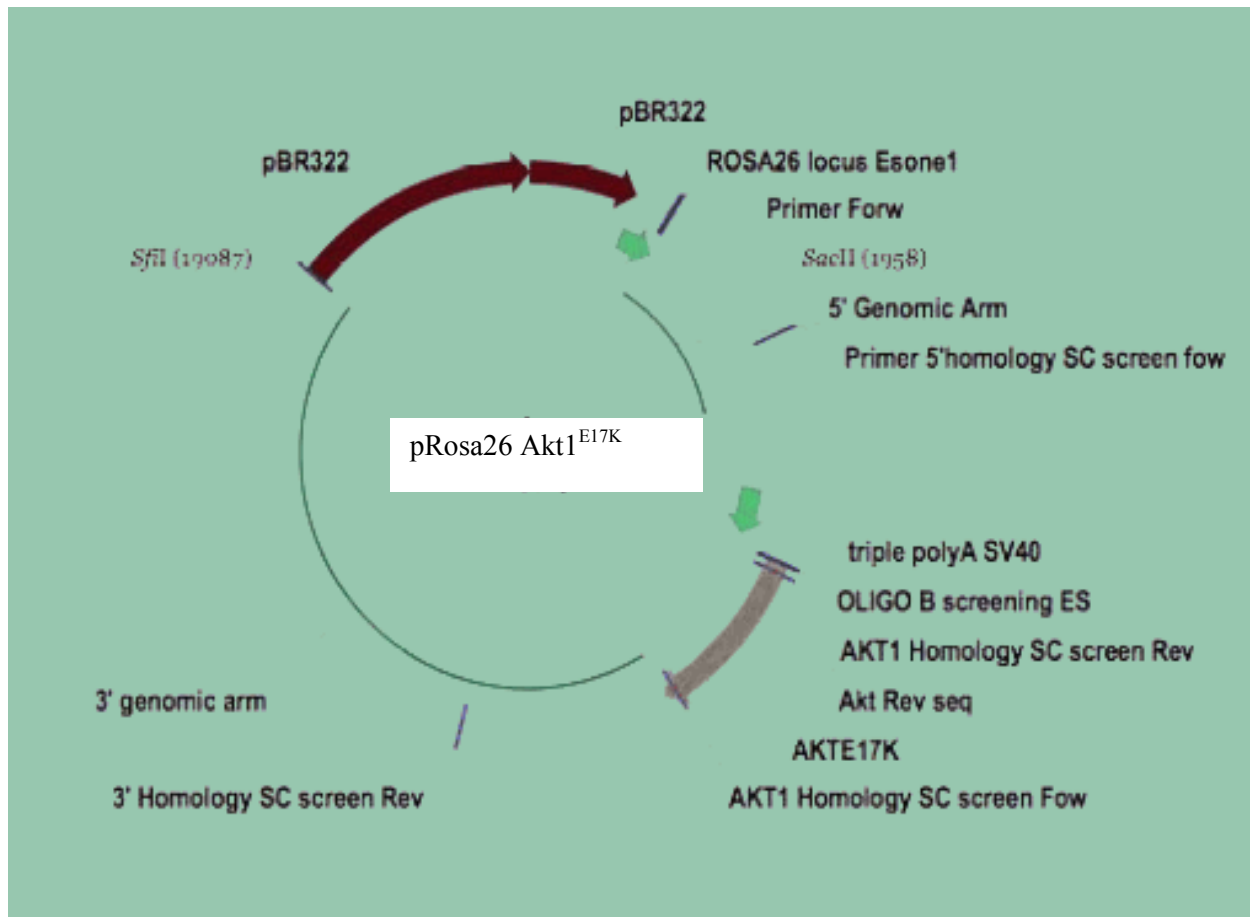 pBR322
pBR322
ROSA26 locus Esone1
Primer Forw
SfiI (19087)
SacII (1958)
5' Genomic Arm
Primer 5'homology SC screen fow
pRosa26 Akt1E17K
triple polyA SV40
OLIGO B screening ES
AKT1 Homology SC screen Rev
3' genomic arm
Akt Rev seq
AKTE17K
3' Homology SC screen Rev
AKT1 Homology SC screen Fow